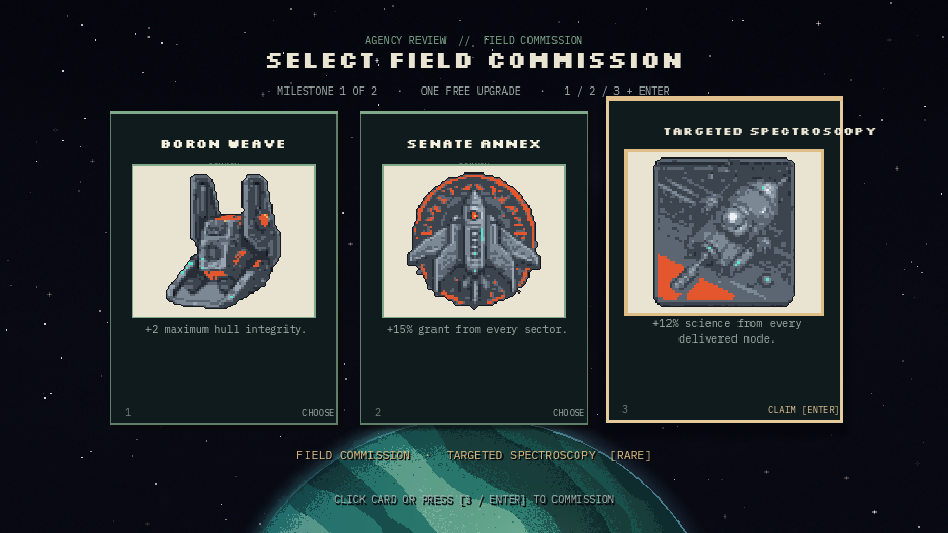 AGENCY REVIEW // FIELD COMMISSION
SELECT FIELD COMMISSION
MILESTONE 1 OF 2 · ONE FREE UPGRADE · 1 / 2 / 3 + ENTER
BORON WEAVE
+2 maximum hull integrity.
1
CHOOSE
SENATE ANNEX
+15% grant from every sector.
2
CHOOSE
TARGETED SPECTROSCOPY
+12% science from every
delivered mode.
3
CLAIM [ENTER]
FIELD COMMISSION · TARGETED SPECTROSCOPY [RARE]
CLICK CARD OR PRESS [3 / ENTER] TO COMMISSION